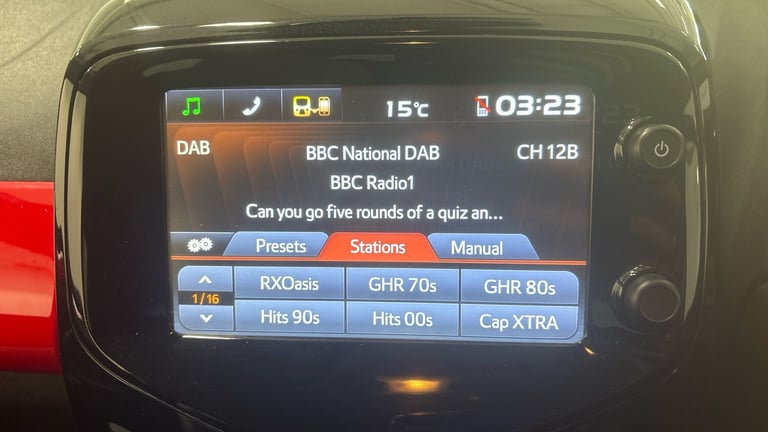 15°C 03:23
DAB BBC National DAB CH 12B
BBC Radio1
Can you go five rounds of a quiz an...
Presets Stations Manual
RXOasis GHR 70s GHR 80s
1/16
Hits 90s Hits 00s Cap XTRA